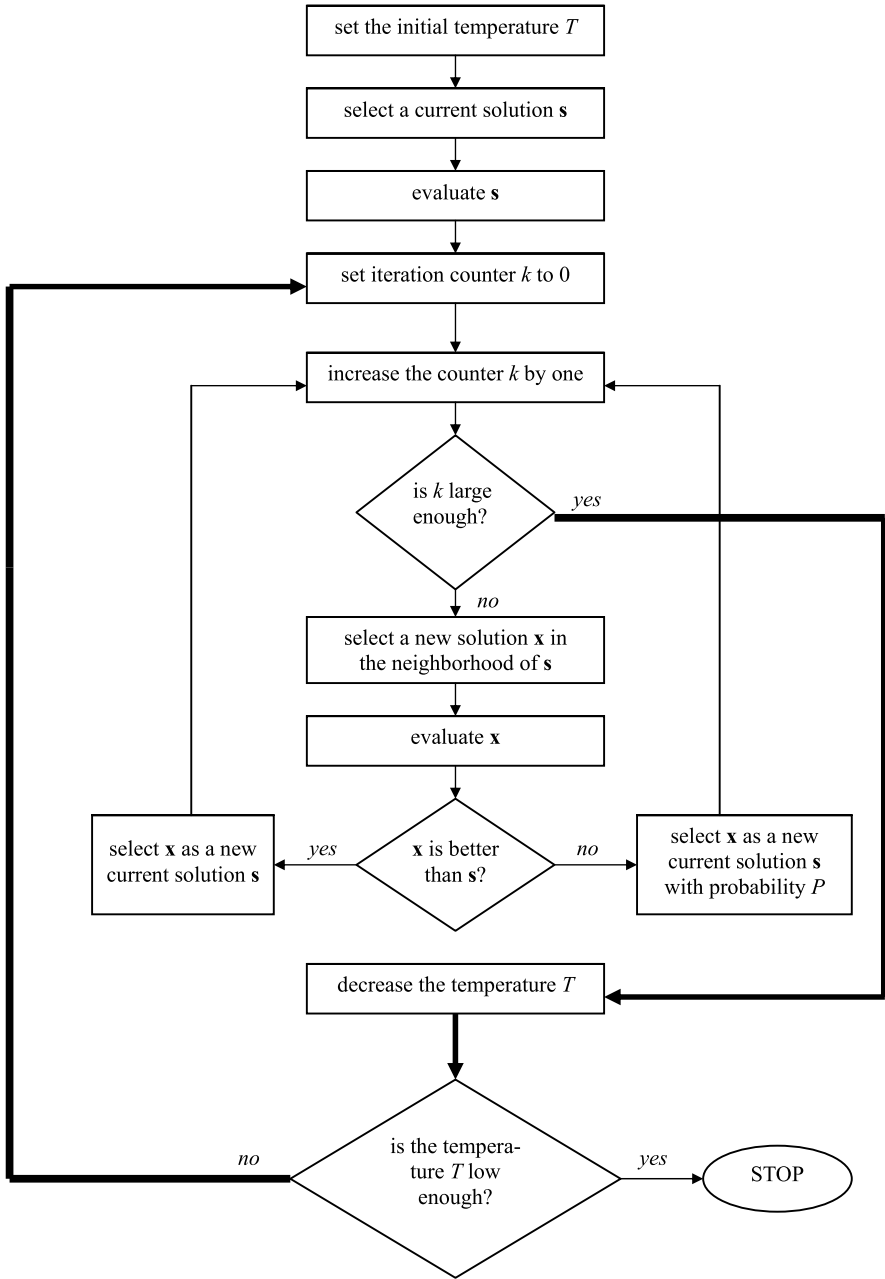 set the initial temperature T
select a current solution s
evaluate s
set iteration counter k to 0
increase the counter k by one
is k large
enough?
yes
no
select a new solution x in
the neighborhood of s
evaluate x
select x as a new
current solution s
yes
x is better
than s?
no
select x as a new
current solution s
with probability P
decrease the temperature T
no
is the tempera-
ture T low
enough?
yes
STOP